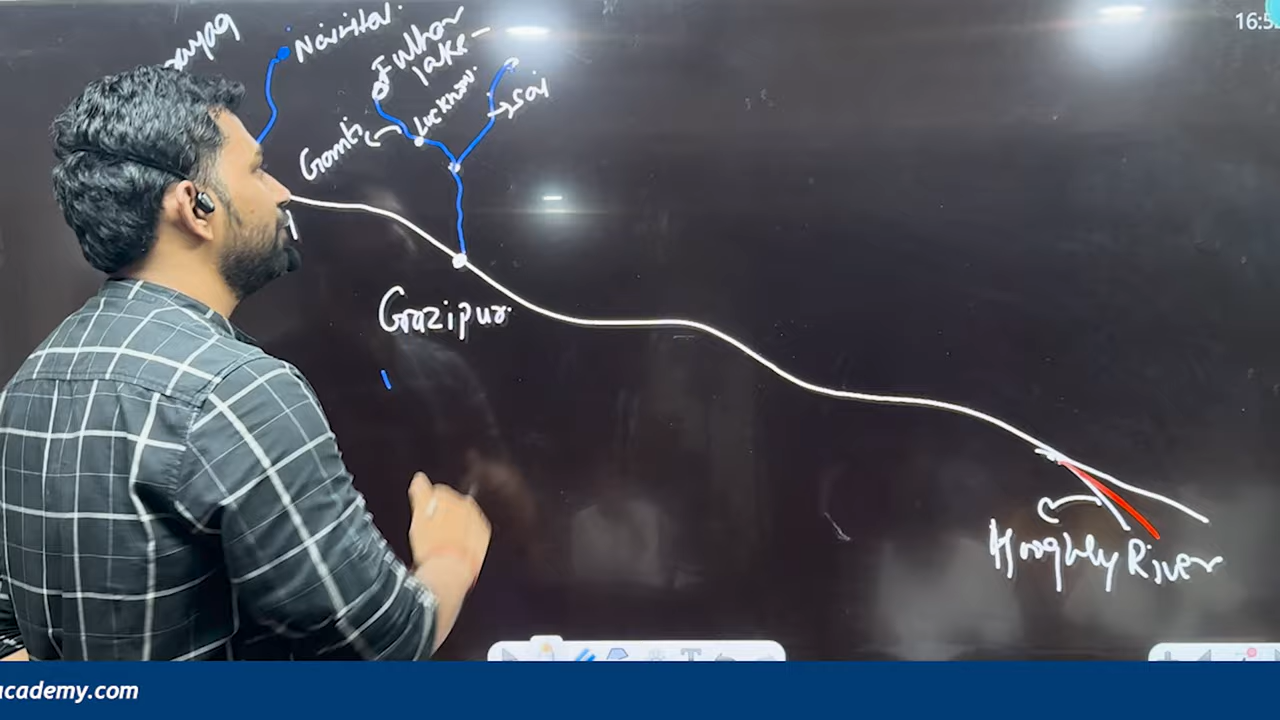 16:5
Nainital.
Fulhar
lake
Lucknow.
Sai
Gomti
Gazipur.
Hooghly River
T
academy.com